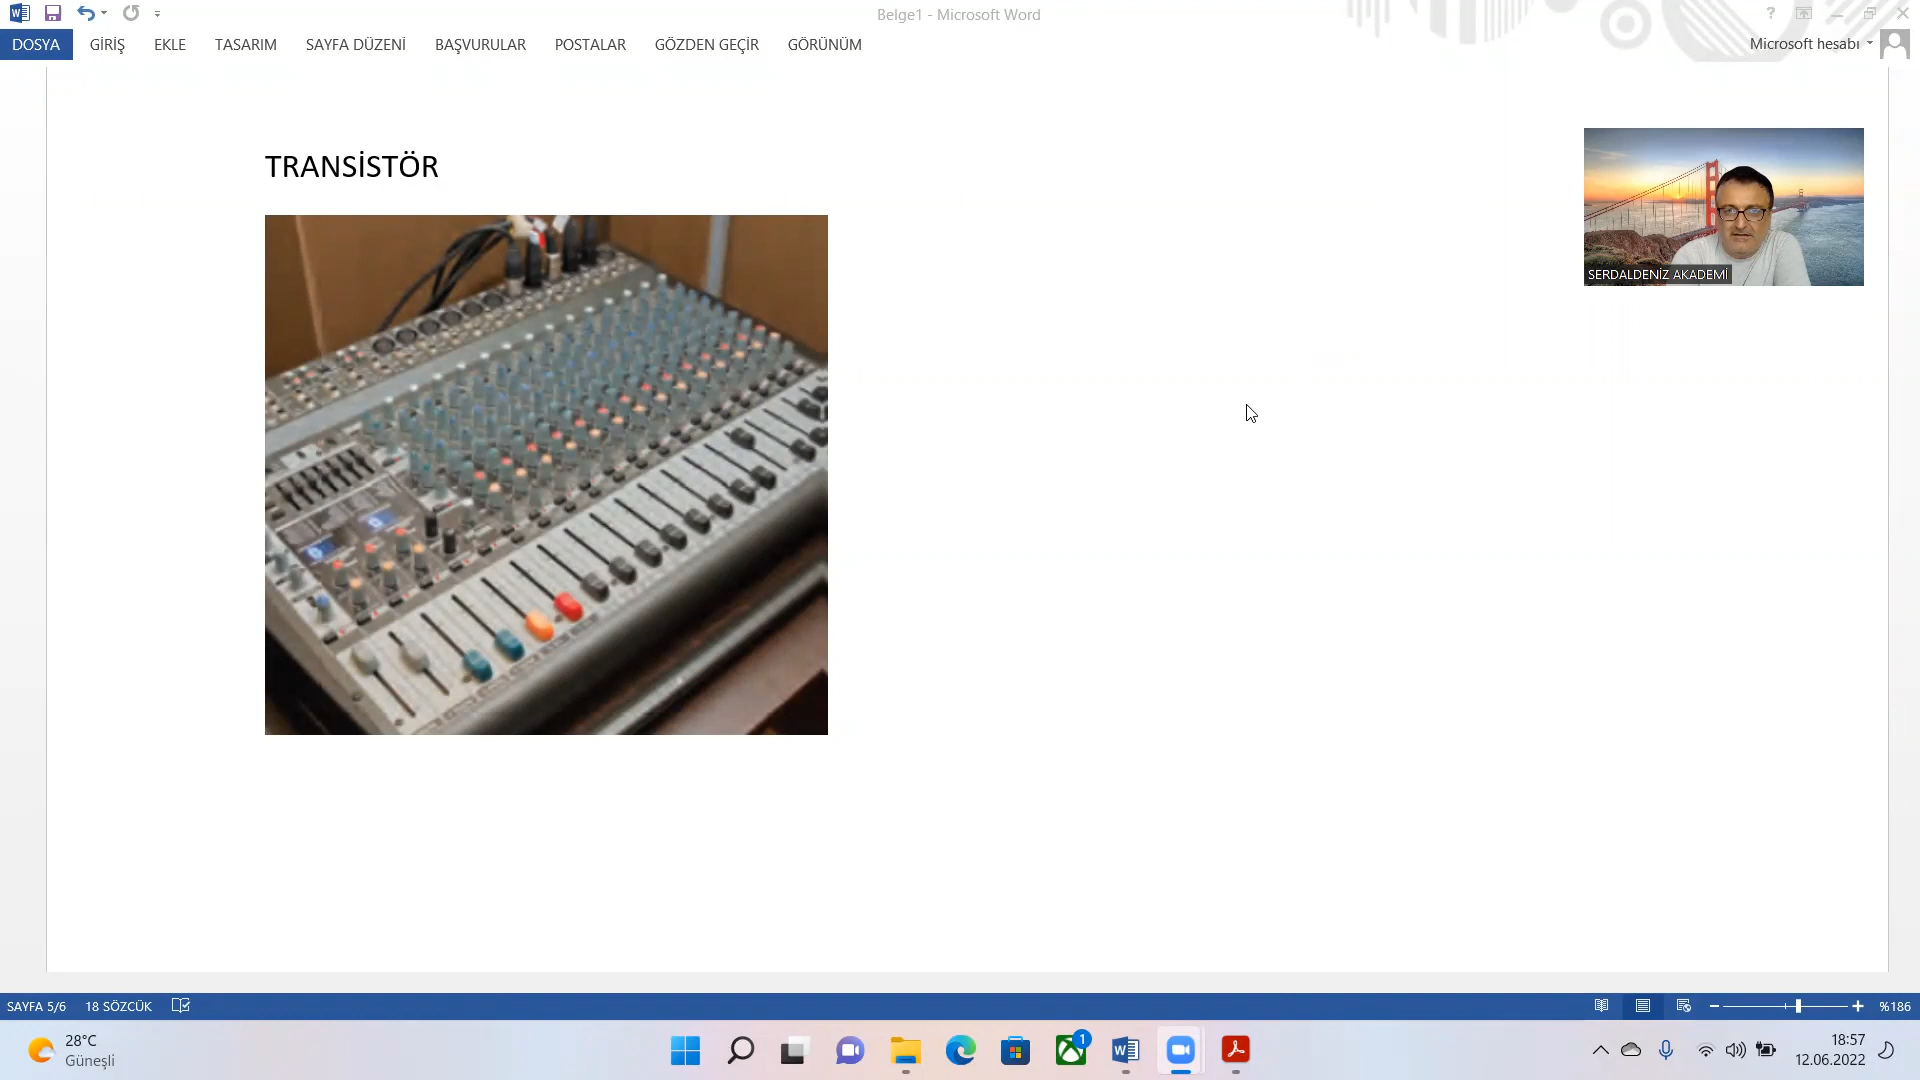 Belge1 - Microsoft Word
DOSYA GİRİŞ EKLE TASARIM SAYFA DÜZENİ BAŞVURULAR POSTALAR GÖZDEN GEÇİR GÖRÜNÜM
Microsoft hesabı
TRANSİSTÖR
SERDALDENİZ AKADEMİ
SAYFA 5/6 18 SÖZCÜK
%186
28°C
Güneşli
1
18:57
12.06.2022